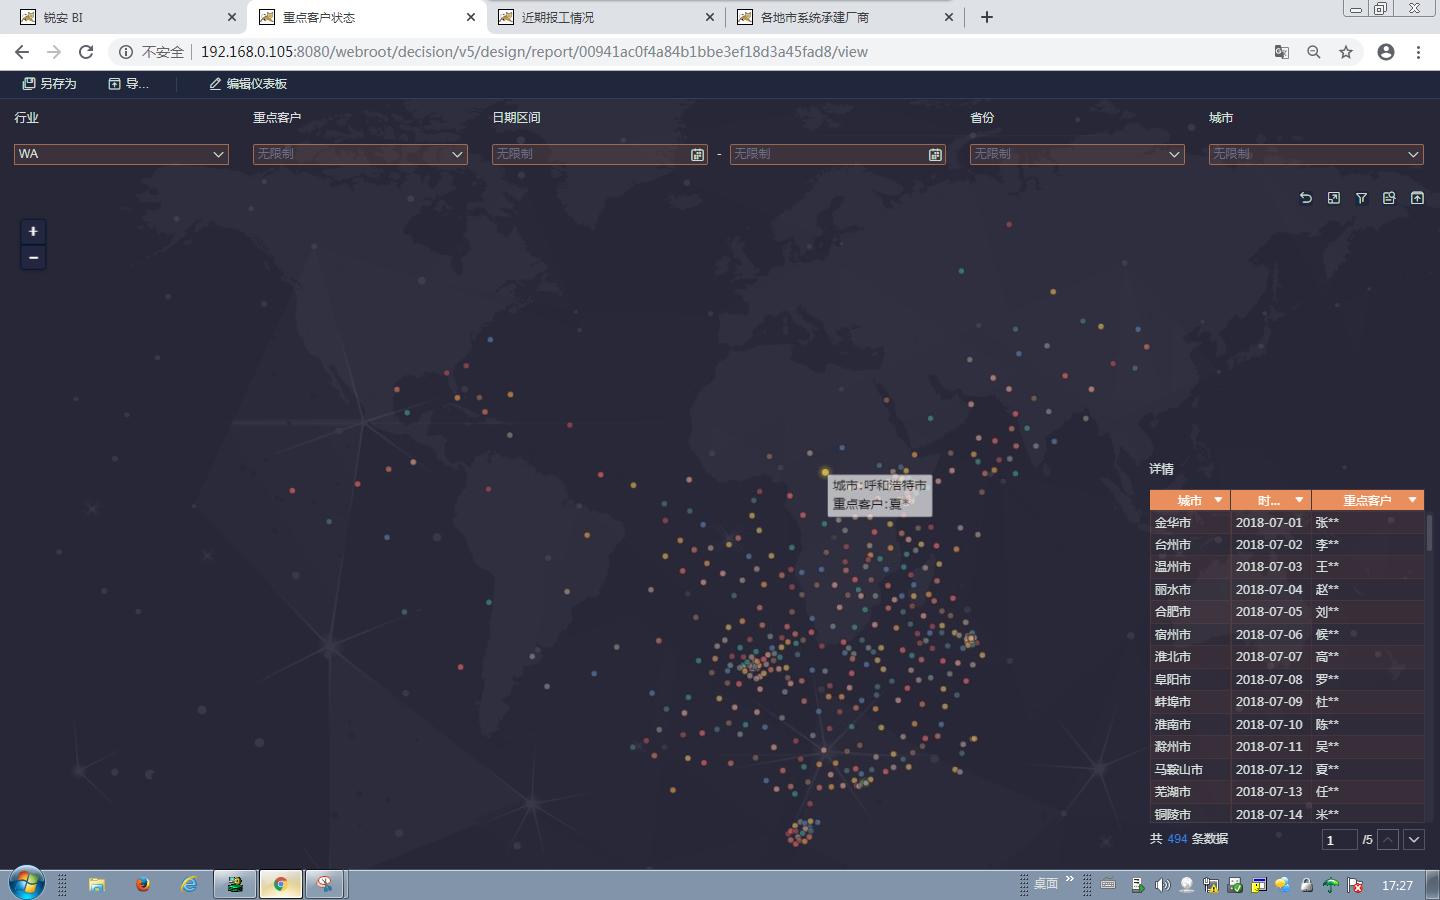 锐安 BI
重点客户状态
近期报工情况
各地市系统承建厂商
不安全
192.168.0.105:8080/webroot/decision/v5/design/report/00941ac0f4a84b1bbe3ef18d3a45fad8/view
另存为
导...
编辑仪表板
行业
重点客户
日期区间
省份
城市
WA
无限制
无限制
-
无限制
无限制
无限制
+
−
城市:呼和浩特市
重点客户:夏*
详情
城市 时... 重点客户
金华市 2018-07-01 张**
台州市 2018-07-02 李**
温州市 2018-07-03 王**
丽水市 2018-07-04 赵**
合肥市 2018-07-05 刘**
宿州市 2018-07-06 候**
淮北市 2018-07-07 高**
阜阳市 2018-07-08 罗**
蚌埠市 2018-07-09 杜**
淮南市 2018-07-10 陈**
滁州市 2018-07-11 吴**
马鞍山市 2018-07-12 夏**
芜湖市 2018-07-13 任**
铜陵市 2018-07-14 米**
共 494 条数据
1 /5
桌面
17:27